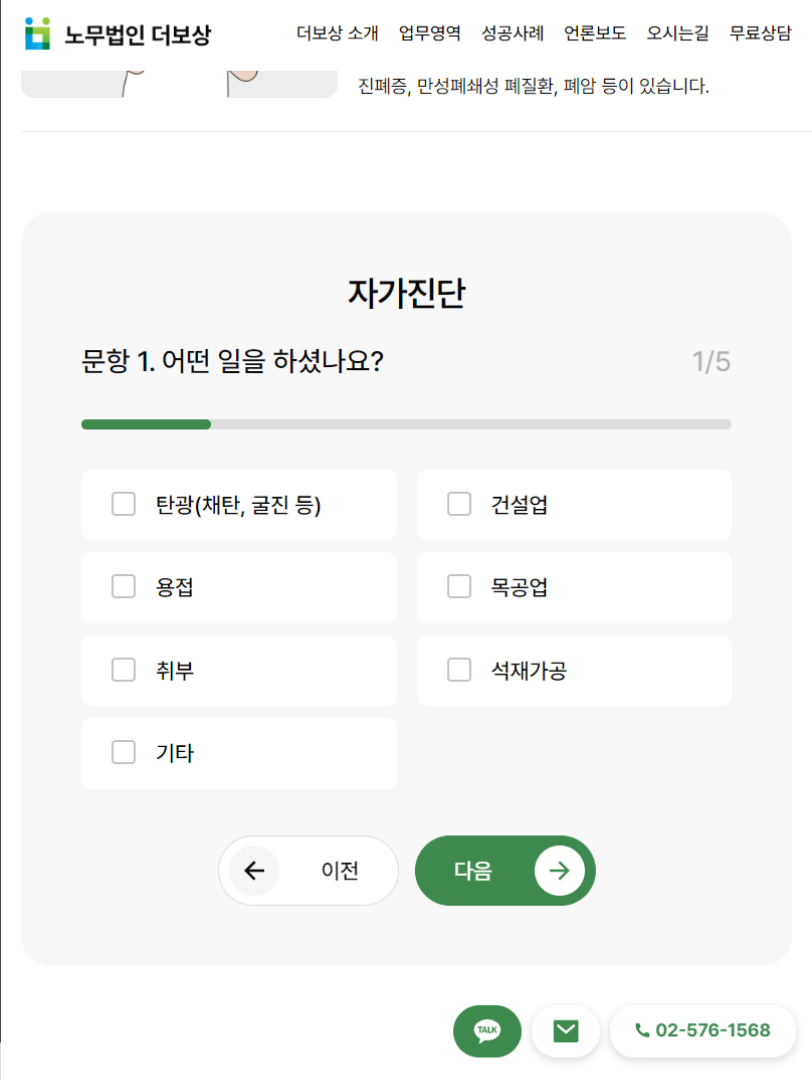 노무법인 더보상
더보상 소개 업무영역 성공사례 언론보도 오시는길 무료상담
진폐증, 만성폐쇄성 폐질환, 폐암 등이 있습니다.
자가진단
문항 1. 어떤 일을 하셨나요? 1/5
탄광(채탄, 굴진 등) 건설업
용접 목공업
취부 석재가공
기타
이전 다음
TALK 02-576-1568